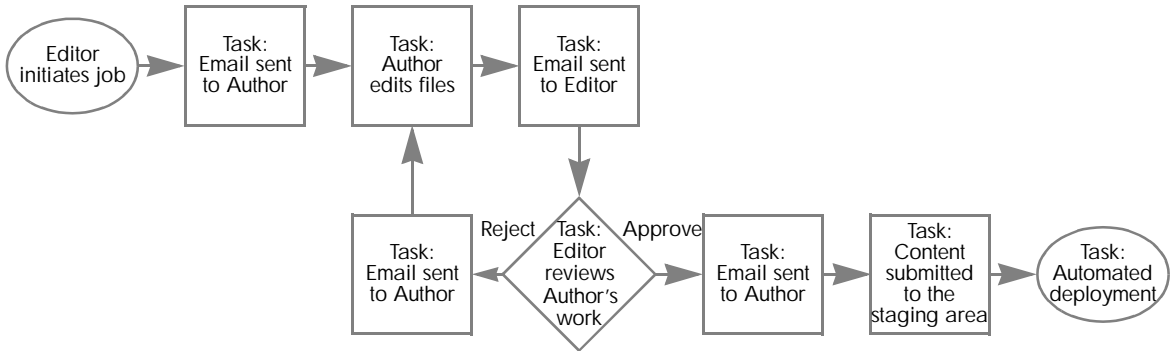 Editor
initiates job
Task:
Email sent
to Author
Task:
Author
edits files
Task:
Email sent
to Editor
Task:
Email sent
to Author
Reject
Task:
Editor
reviews
Author's
work
Approve
Task:
Email sent
to Author
Task:
Content
submitted
to the
staging area
Task:
Automated
deployment